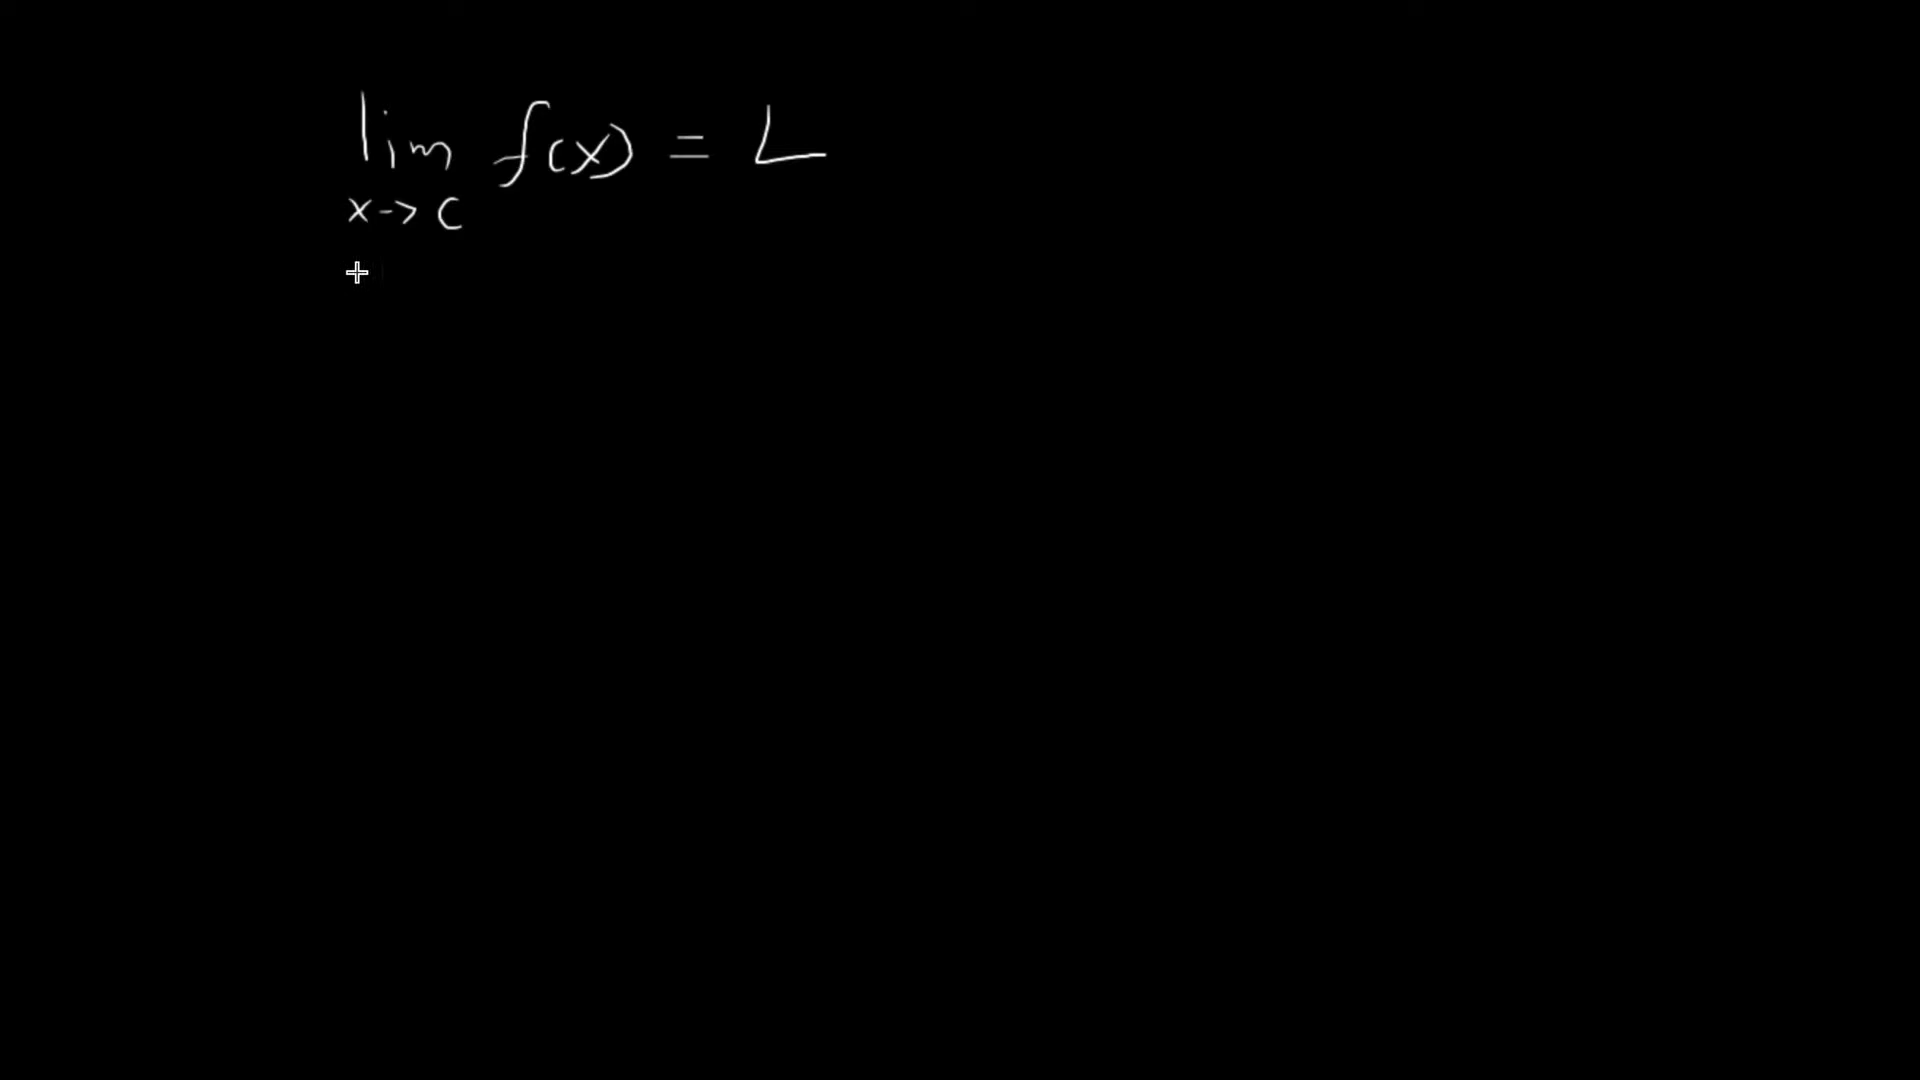 lim f(x) = L
x -> c